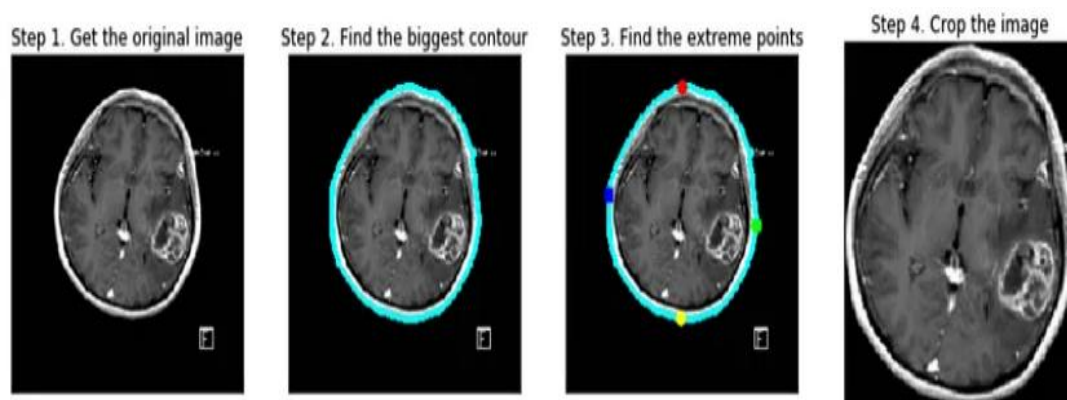 Step 1. Get the original image
Step 2. Find the biggest contour
Step 3. Find the extreme points
Step 4. Crop the image
F
F